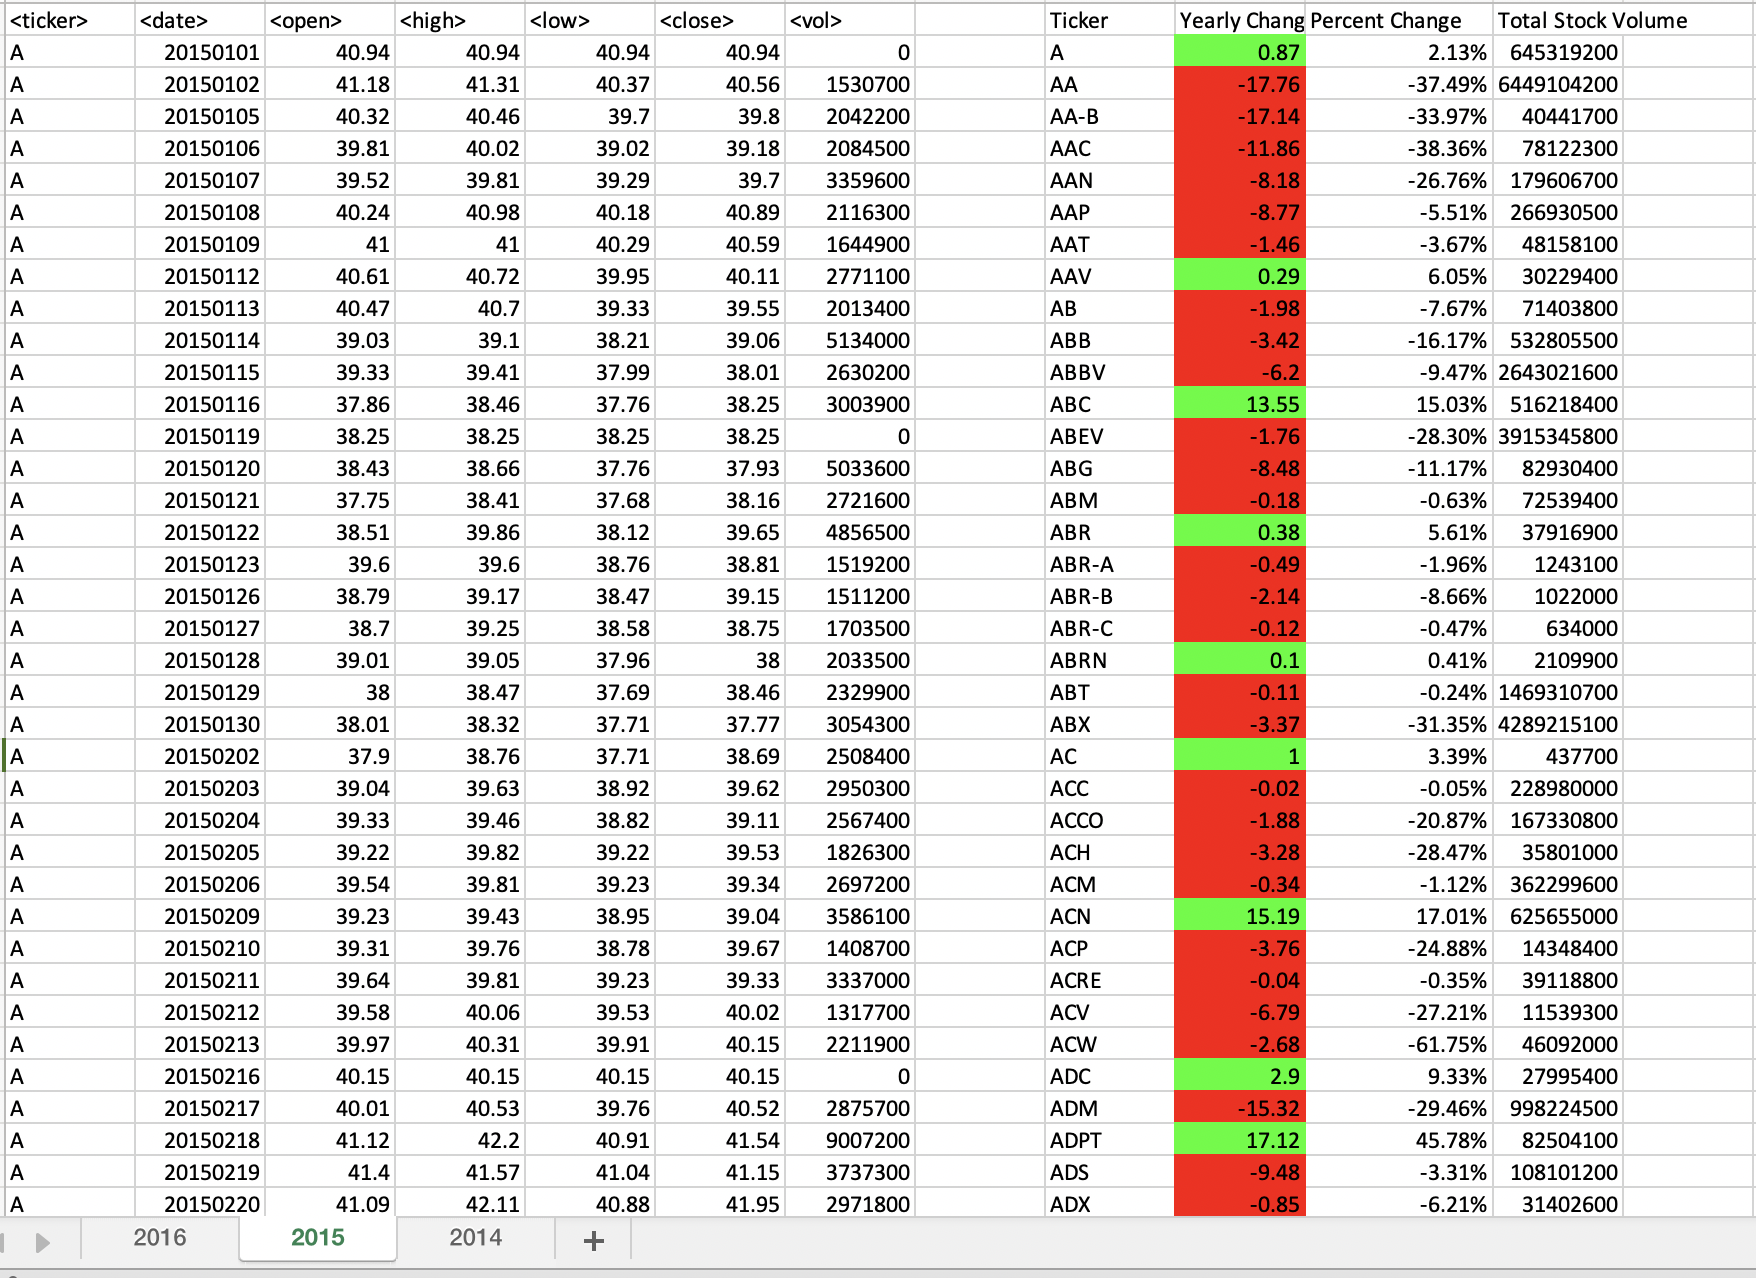 <ticker> <date> <open> <high> <low> <close> <vol> Ticker Yearly Chang Percent Change Total Stock Volume
A 20150101 40.94 40.94 40.94 40.94 0 A 0.87 2.13% 645319200
A 20150102 41.18 41.31 40.37 40.56 1530700 AA -17.76 -37.49% 6449104200
A 20150105 40.32 40.46 39.7 39.8 2042200 AA-B -17.14 -33.97% 40441700
A 20150106 39.81 40.02 39.02 39.18 2084500 AAC -11.86 -38.36% 78122300
A 20150107 39.52 39.81 39.29 39.7 3359600 AAN -8.18 -26.76% 179606700
A 20150108 40.24 40.98 40.18 40.89 2116300 AAP -8.77 -5.51% 266930500
A 20150109 41 41 40.29 40.59 1644900 AAT -1.46 -3.67% 48158100
A 20150112 40.61 40.72 39.95 40.11 2771100 AAV 0.29 6.05% 30229400
A 20150113 40.47 40.7 39.33 39.55 2013400 AB -1.98 -7.67% 71403800
A 20150114 39.03 39.1 38.21 39.06 5134000 ABB -3.42 -16.17% 532805500
A 20150115 39.33 39.41 37.99 38.01 2630200 ABBV -6.2 -9.47% 2643021600
A 20150116 37.86 38.46 37.76 38.25 3003900 ABC 13.55 15.03% 516218400
A 20150119 38.25 38.25 38.25 38.25 0 ABEV -1.76 -28.30% 3915345800
A 20150120 38.43 38.66 37.76 37.93 5033600 ABG -8.48 -11.17% 82930400
A 20150121 37.75 38.41 37.68 38.16 2721600 ABM -0.18 -0.63% 72539400
A 20150122 38.51 39.86 38.12 39.65 4856500 ABR 0.38 5.61% 37916900
A 20150123 39.6 39.6 38.76 38.81 1519200 ABR-A -0.49 -1.96% 1243100
A 20150126 38.79 39.17 38.47 39.15 1511200 ABR-B -2.14 -8.66% 1022000
A 20150127 38.7 39.25 38.58 38.75 1703500 ABR-C -0.12 -0.47% 634000
A 20150128 39.01 39.05 37.96 38 2033500 ABRN 0.1 0.41% 2109900
A 20150129 38 38.47 37.69 38.46 2329900 ABT -0.11 -0.24% 1469310700
A 20150130 38.01 38.32 37.71 37.77 3054300 ABX -3.37 -31.35% 4289215100
A 20150202 37.9 38.76 37.71 38.69 2508400 AC 1 3.39% 437700
A 20150203 39.04 39.63 38.92 39.62 2950300 ACC -0.02 -0.05% 228980000
A 20150204 39.33 39.46 38.82 39.11 2567400 ACCO -1.88 -20.87% 167330800
A 20150205 39.22 39.82 39.22 39.53 1826300 ACH -3.28 -28.47% 35801000
A 20150206 39.54 39.81 39.23 39.34 2697200 ACM -0.34 -1.12% 362299600
A 20150209 39.23 39.43 38.95 39.04 3586100 ACN 15.19 17.01% 625655000
A 20150210 39.31 39.76 38.78 39.67 1408700 ACP -3.76 -24.88% 14348400
A 20150211 39.64 39.81 39.23 39.33 3337000 ACRE -0.04 -0.35% 39118800
A 20150212 39.58 40.06 39.53 40.02 1317700 ACV -6.79 -27.21% 11539300
A 20150213 39.97 40.31 39.91 40.15 2211900 ACW -2.68 -61.75% 46092000
A 20150216 40.15 40.15 40.15 40.15 0 ADC 2.9 9.33% 27995400
A 20150217 40.01 40.53 39.76 40.52 2875700 ADM -15.32 -29.46% 998224500
A 20150218 41.12 42.2 40.91 41.54 9007200 ADPT 17.12 45.78% 82504100
A 20150219 41.4 41.57 41.04 41.15 3737300 ADS -9.48 -3.31% 108101200
A 20150220 41.09 42.11 40.88 41.95 2971800 ADX -0.85 -6.21% 31402600
2016 2015 2014 +